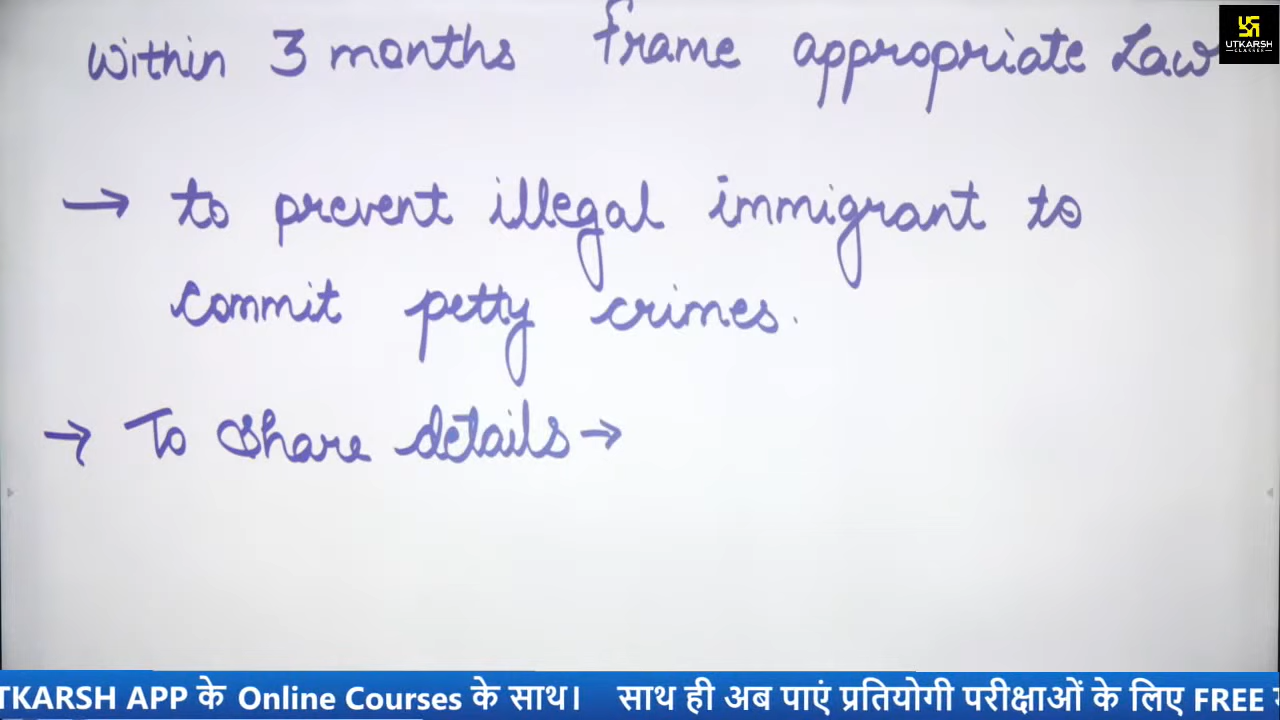 within 3 months frame appropriate Law
UTKARSH
CLASSES
→ to prevent illegal immigrant to
commit petty crimes.
→ To Share details →
TKARSH APP के Online Courses के साथ। साथ ही अब पाएं प्रतियोगी परीक्षाओं के लिए FREE